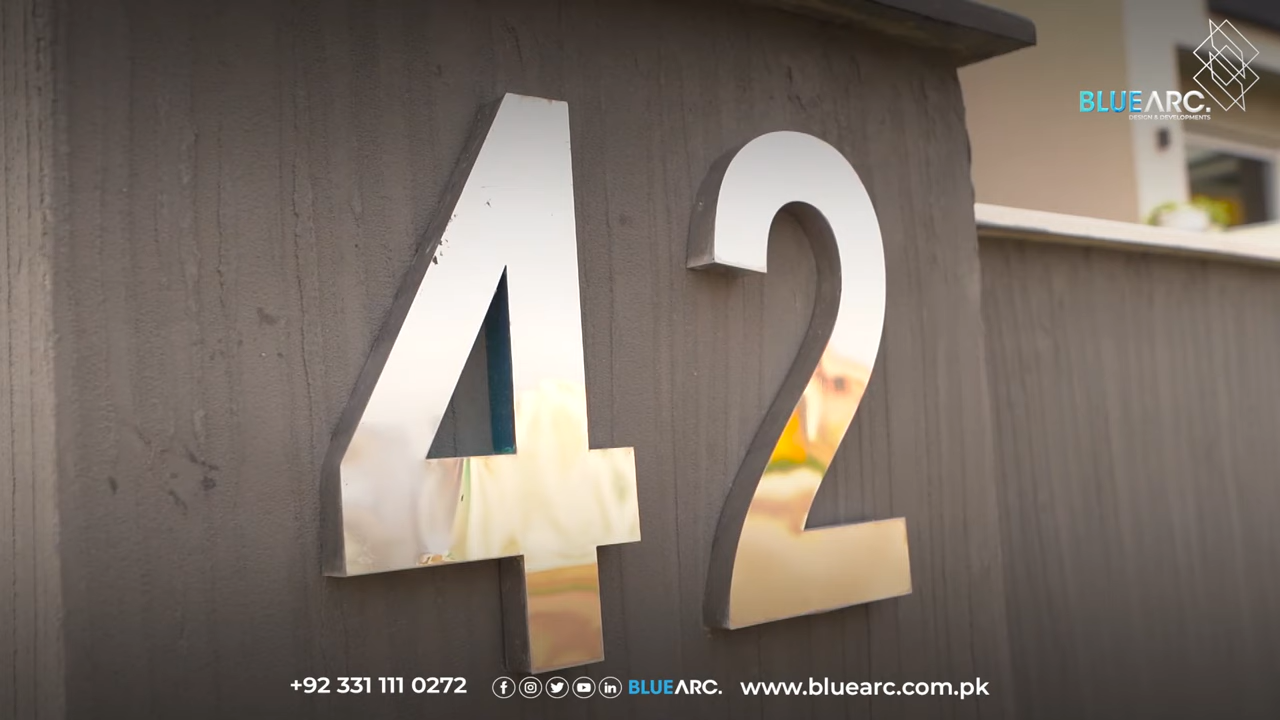 BLUEARC.
DESIGN & DEVELOPMENTS
42
+92 331 111 0272 BLUEARC. www.bluearc.com.pk